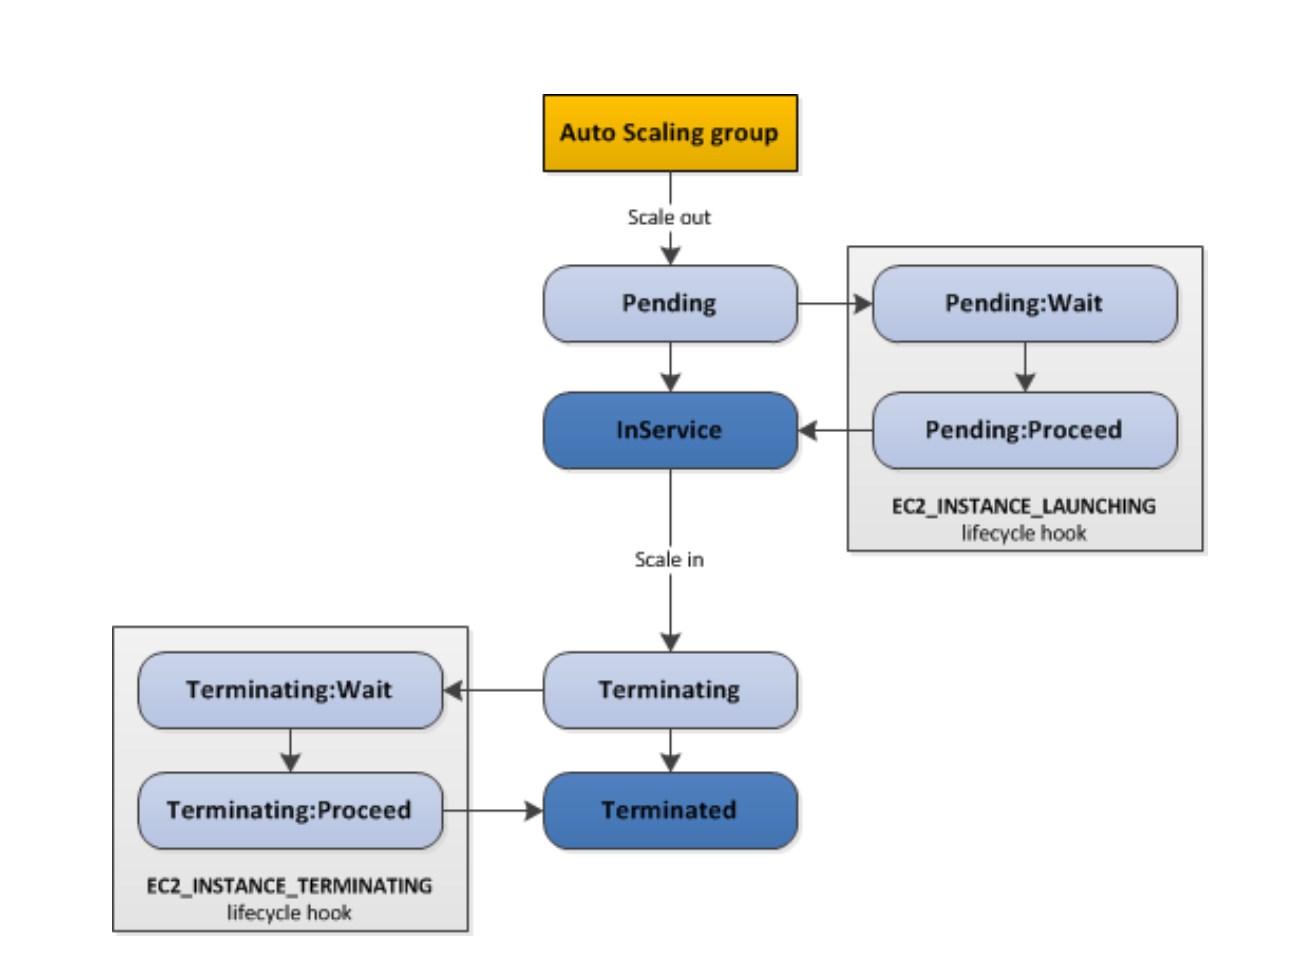 Auto Scaling group
Scale out
Pending
Pending:Wait
InService
Pending:Proceed
EC2_INSTANCE_LAUNCHING
lifecycle hook
Scale in
Terminating:Wait
Terminating
Terminating:Proceed
Terminated
EC2_INSTANCE_TERMINATING
lifecycle hook